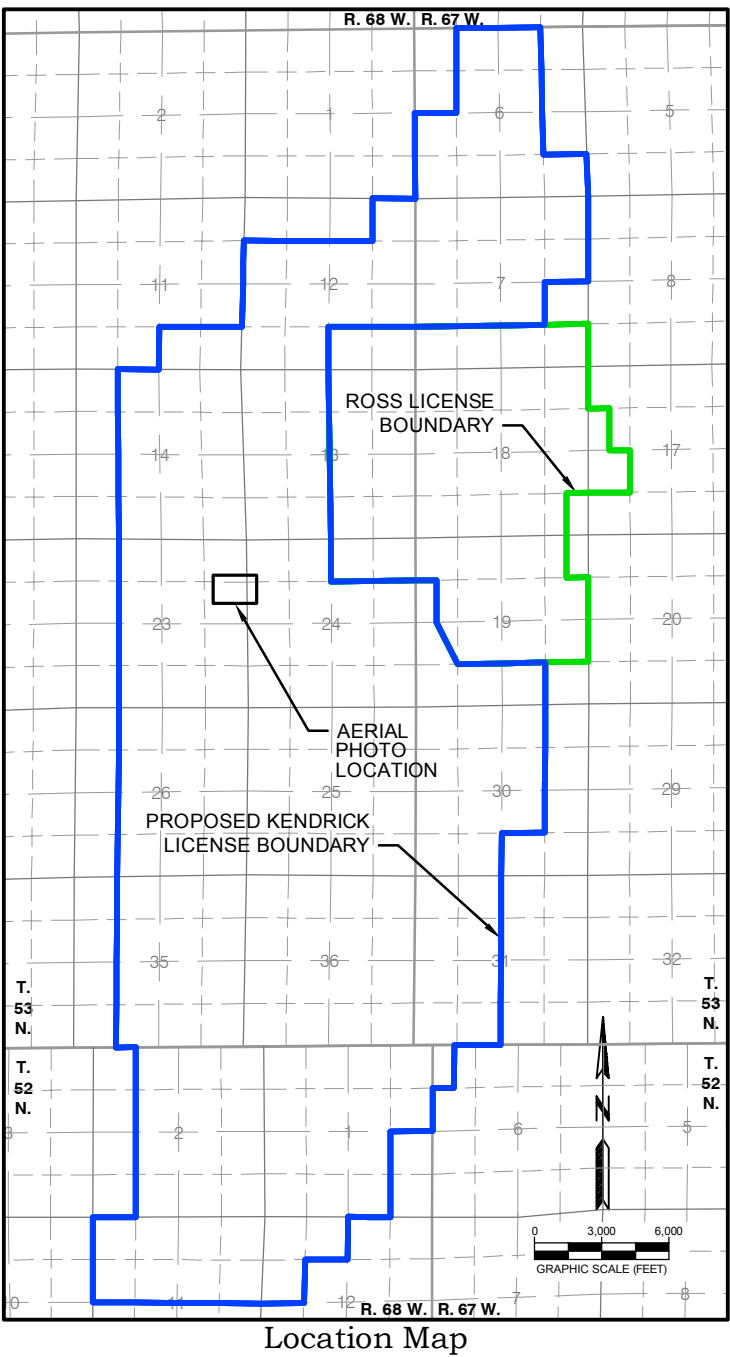 R. 68 W. R. 67 W.
2 1 6 5
11 12 7 8
ROSS LICENSE
BOUNDARY
14 13 18 17
23 24 19 20
AERIAL
PHOTO
LOCATION
26 25 30 29
PROPOSED KENDRICK
LICENSE BOUNDARY
35 36 31 32
T.
53
N.
T.
53
N.
T.
52
N.
T.
52
N.
3 2 1 6 5
N
0 3,000 6,000
GRAPHIC SCALE (FEET)
10 11 12 7 8
R. 68 W. R. 67 W.
Location Map